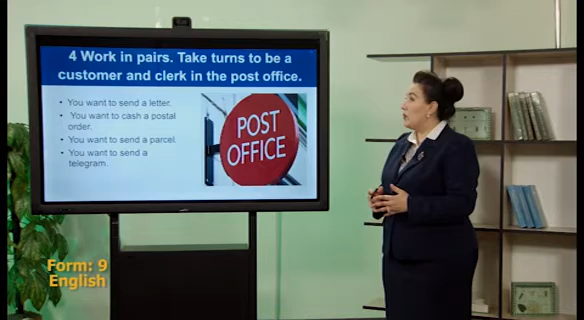 4 Work in pairs. Take turns to be a
customer and clerk in the post office.
• You want to send a letter.
• You want to cash a postal
order.
• You want to send a parcel.
• You want to send a
telegram.
POST
OFFICE
Form: 9
English